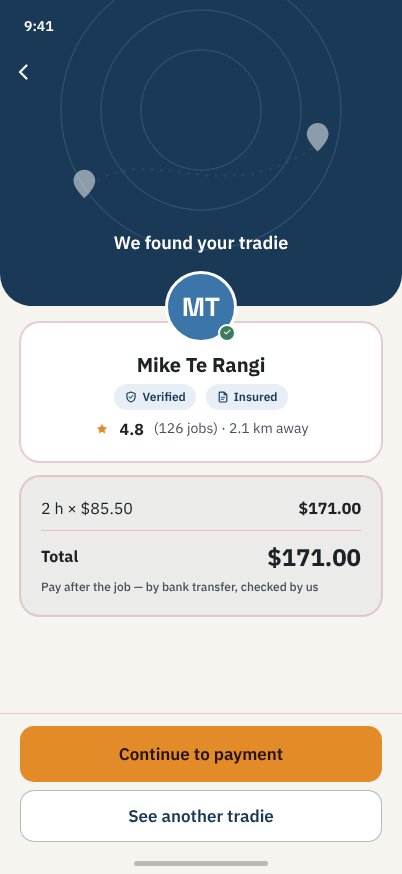 9:41
We found your tradie
MT
Mike Te Rangi
Verified Insured
4.8 (126 jobs) · 2.1 km away
2 h × $85.50 $171.00
Total $171.00
Pay after the job — by bank transfer, checked by us
Continue to payment
See another tradie